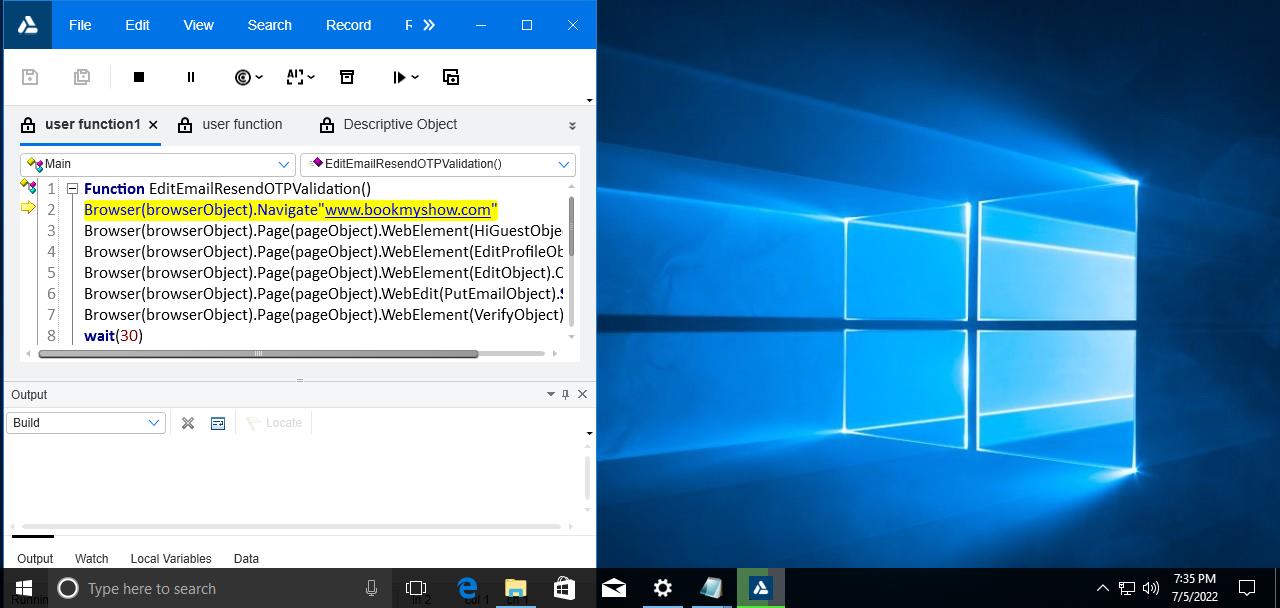 File Edit View Search Record
user function1 user function Descriptive Object
Main EditEmailResendOTPValidation()
1 Function EditEmailResendOTPValidation()
2 Browser(browserObject).Navigate"www.bookmyshow.com"
3 Browser(browserObject).Page(pageObject).WebElement(HiGuestObje
4 Browser(browserObject).Page(pageObject).WebElement(EditProfileOb
5 Browser(browserObject).Page(pageObject).WebElement(EditObject).C
6 Browser(browserObject).Page(pageObject).WebEdit(PutEmailObject).S
7 Browser(browserObject).Page(pageObject).WebElement(VerifyObject)
8 wait(30)
Output
Build Locate
Output Watch Local Variables Data
Type here to search
7:35 PM
7/5/2022